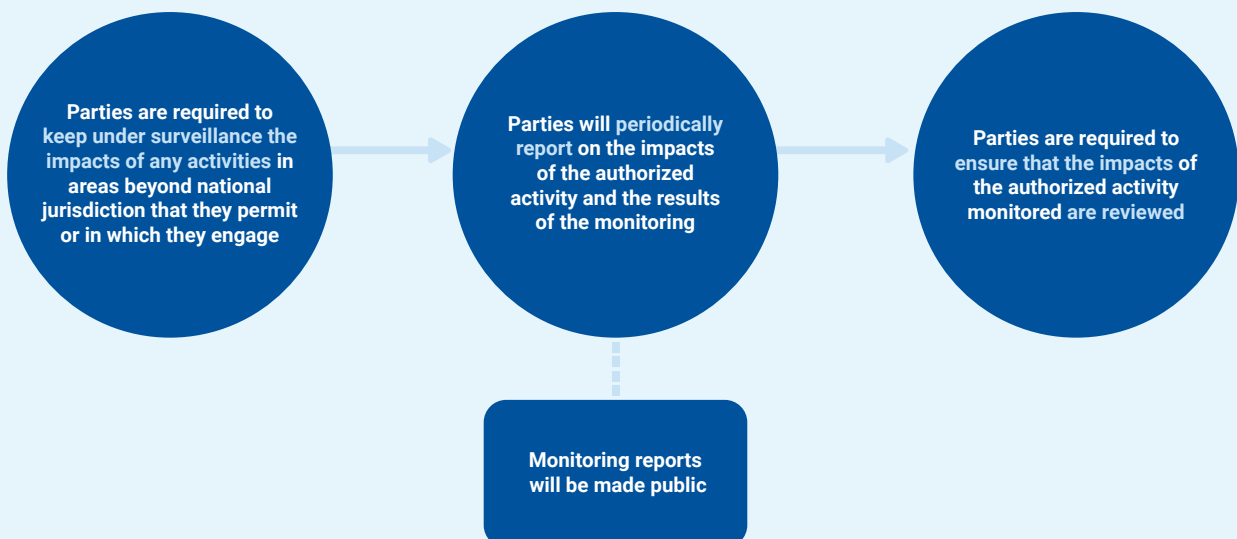 Parties are required to
keep under surveillance the
impacts of any activities in
areas beyond national
jurisdiction that they permit
or in which they engage
Parties will periodically
report on the impacts
of the authorized
activity and the results
of the monitoring
Parties are required to
ensure that the impacts of
the authorized activity
monitored are reviewed
Monitoring reports
will be made public